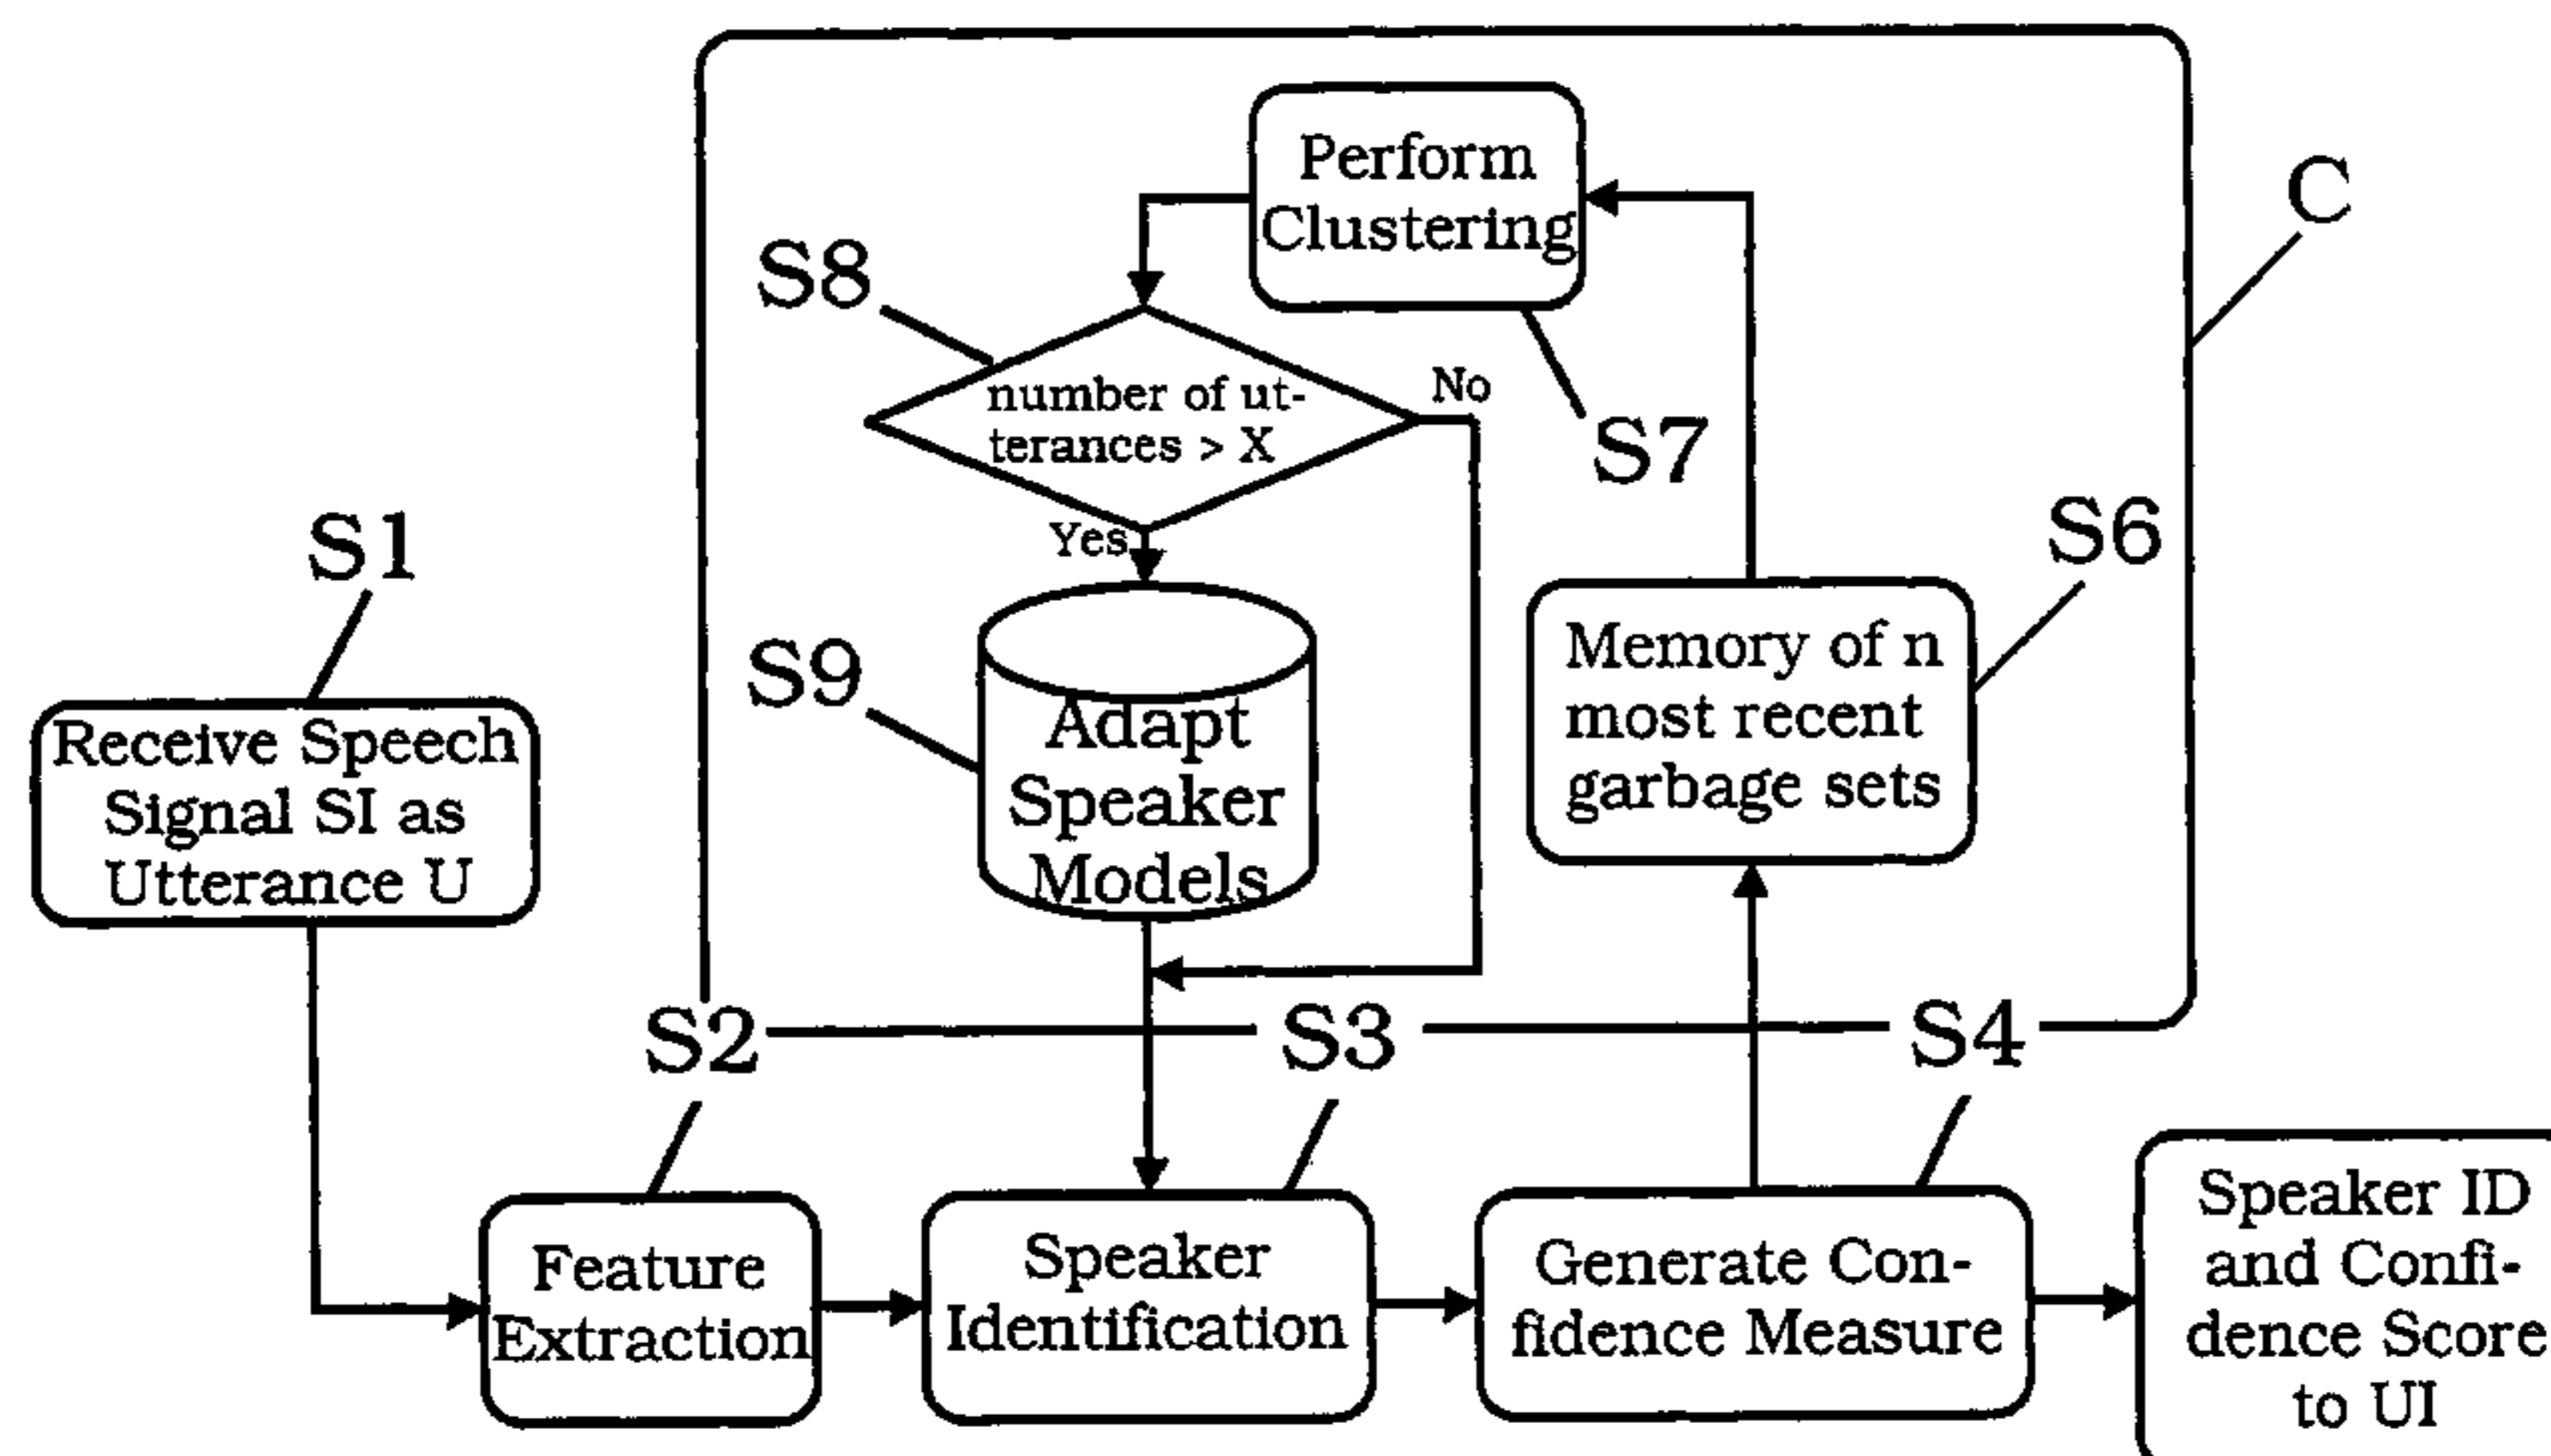 Perform
Clustering
C
S8
number of ut-
terances > X
No
S7
Yes
S6
S1
S9
Adapt
Speaker
Models
Memory of n
most recent
garbage sets
Receive Speech
Signal SI as
Utterance U
S2
S3
S4
Feature
Extraction
Speaker
Identification
Generate Con-
fidence Measure
Speaker ID
and Confi-
dence Score
to UI